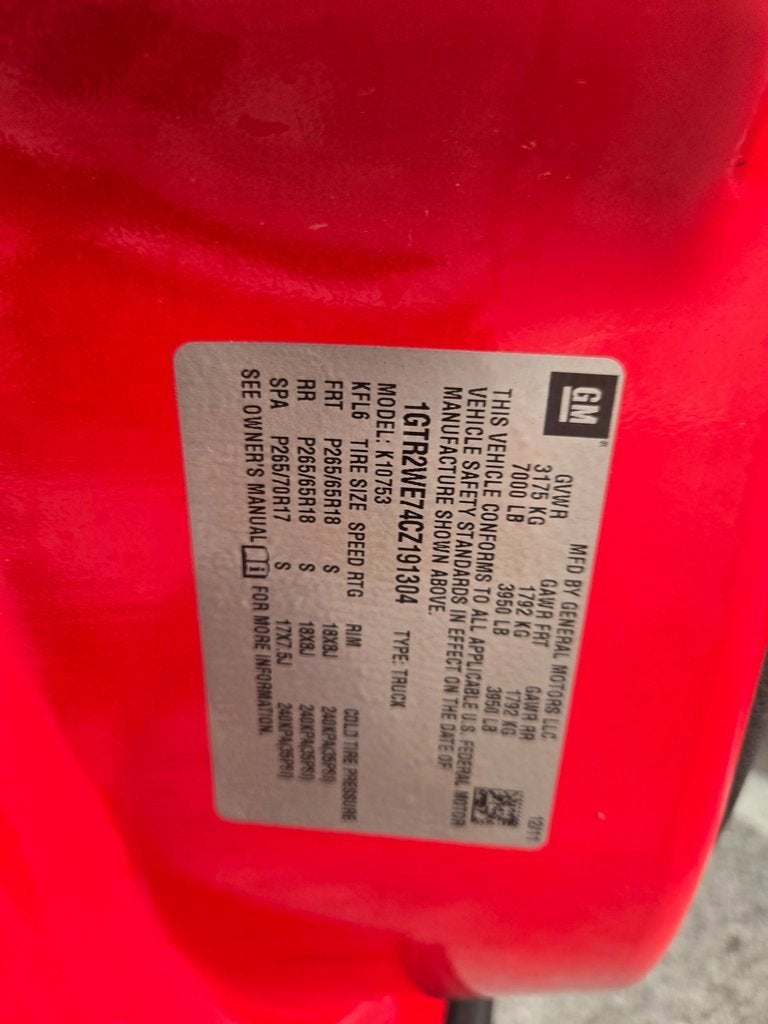 GM®
MFD BY GENERAL MOTORS LLC 12/11
GVWR GAWR FRT GAWR RR
3175 KG 1792 KG 1792 KG
7000 LB 3950 LB 3950 LB
THIS VEHICLE CONFORMS TO ALL APPLICABLE U.S. FEDERAL MOTOR
VEHICLE SAFETY STANDARDS IN EFFECT ON THE DATE OF
MANUFACTURE SHOWN ABOVE.
1GTR2WE74CZ191304 TYPE: TRUCK
MODEL: K10753
KFL6 TIRE SIZE SPEED RTG RIM COLD TIRE PRESSURE
FRT P265/65R18 S 18X8J 240KPA(35PSI)
RR P265/65R18 S 18X8J 240KPA(35PSI)
SPA P265/70R17 S 17X7.5J 240KPA(35PSI)
SEE OWNER'S MANUAL i FOR MORE INFORMATION.